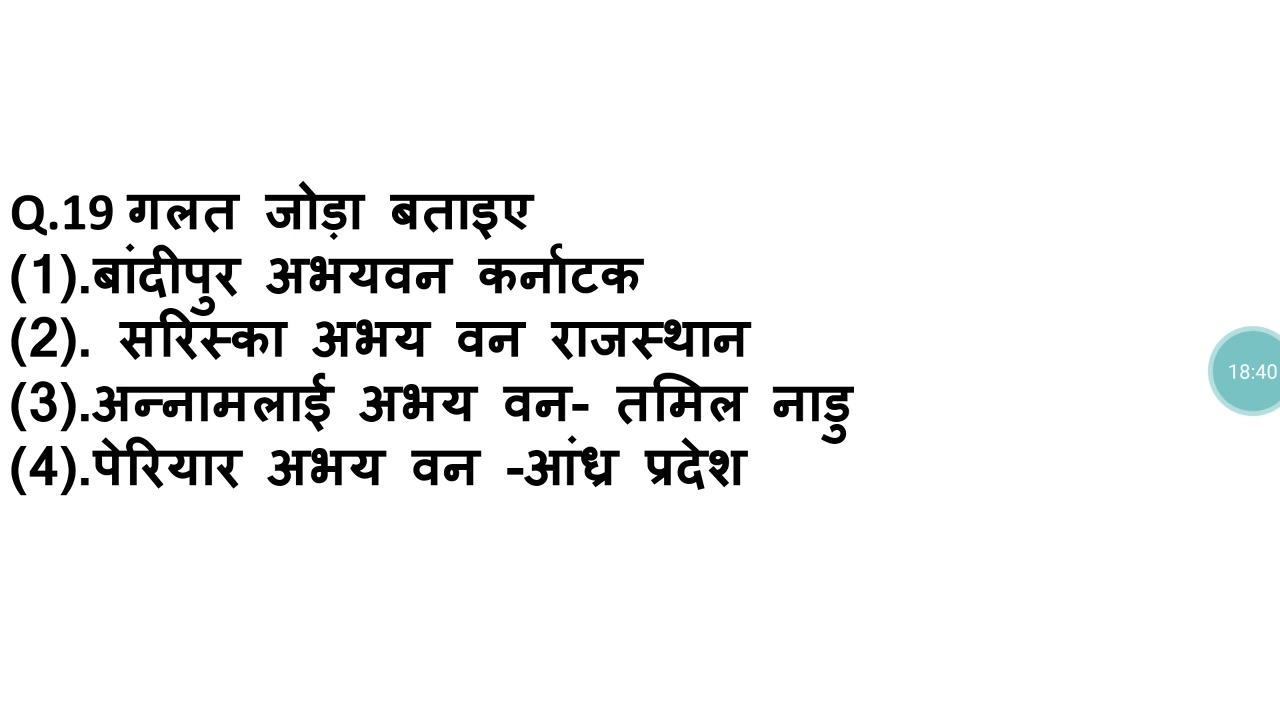 Q.19 गलत जोड़ा बताइए
(1).बांदीपुर अभयवन कर्नाटक
(2). सरिस्का अभय वन राजस्थान
(3).अन्नामलाई अभय वन- तमिल नाडु
(4).पेरियार अभय वन -आंध्र प्रदेश
18:40